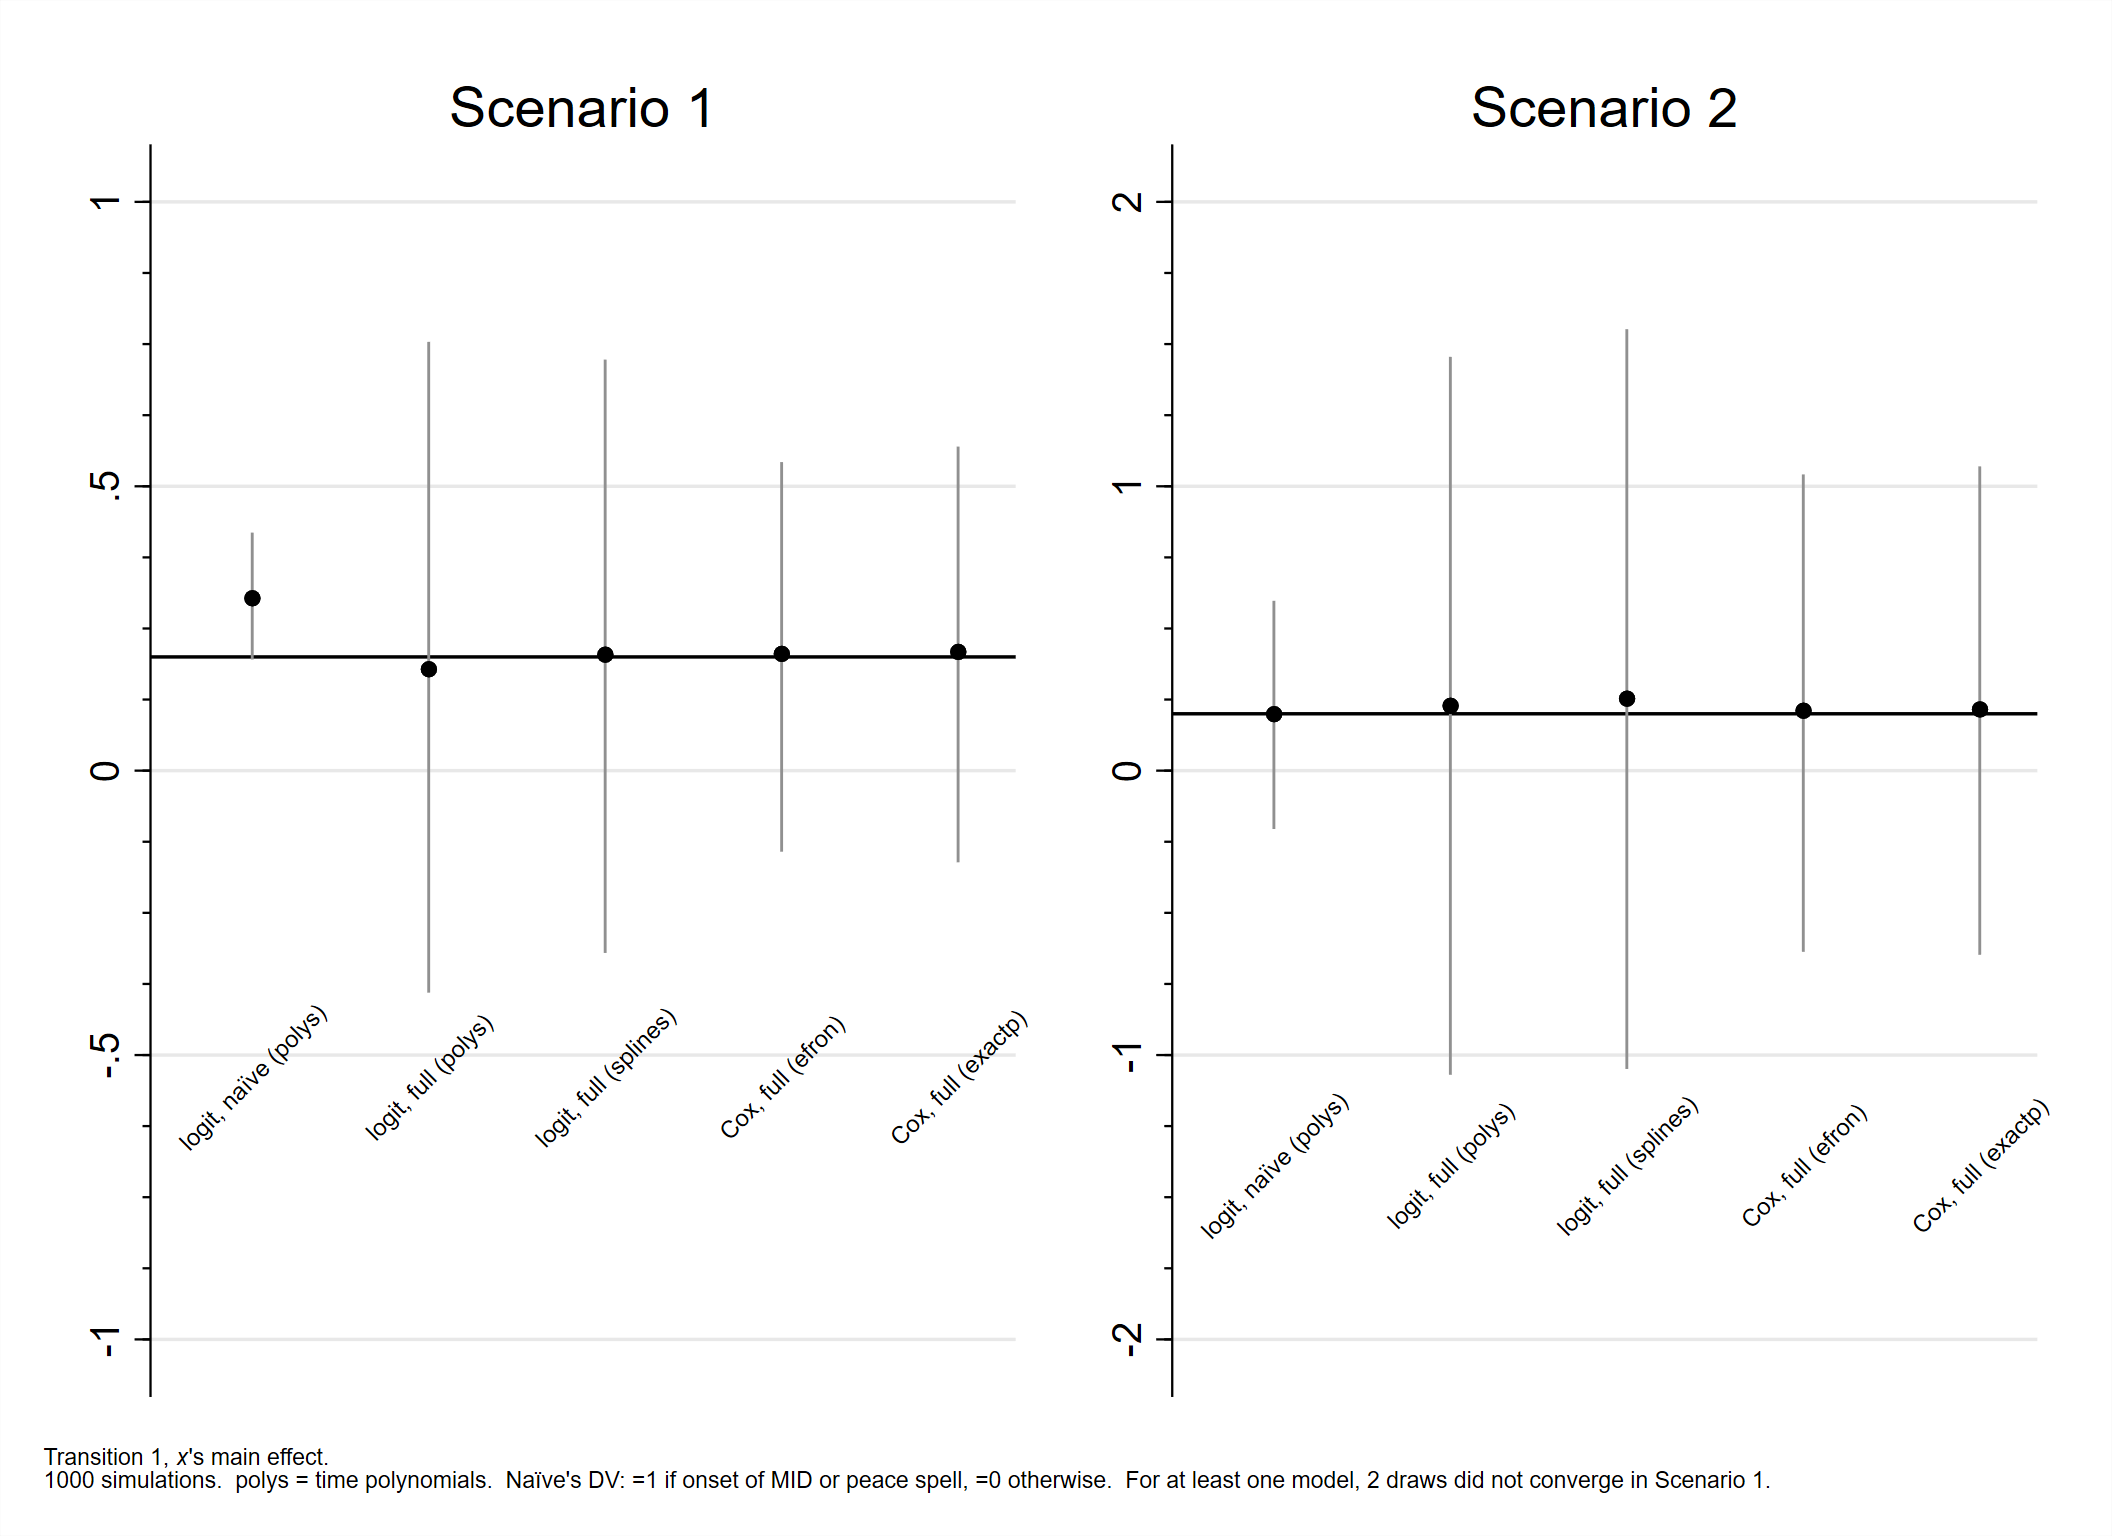 Scenario 1
1
.5
0
-.5
-1
logit, naïve (polys)
logit, full (polys)
logit, full (splines)
Cox, full (efron)
Cox, full (exactp)
Scenario 2
2
1
0
-1
-2
logit, naïve (polys)
logit, full (polys)
logit, full (splines)
Cox, full (efron)
Cox, full (exactp)
Transition 1, x's main effect.
1000 simulations.  polys = time polynomials.  Naïve's DV: =1 if onset of MID or peace spell, =0 otherwise.  For at least one model, 2 draws did not converge in Scenario 1.